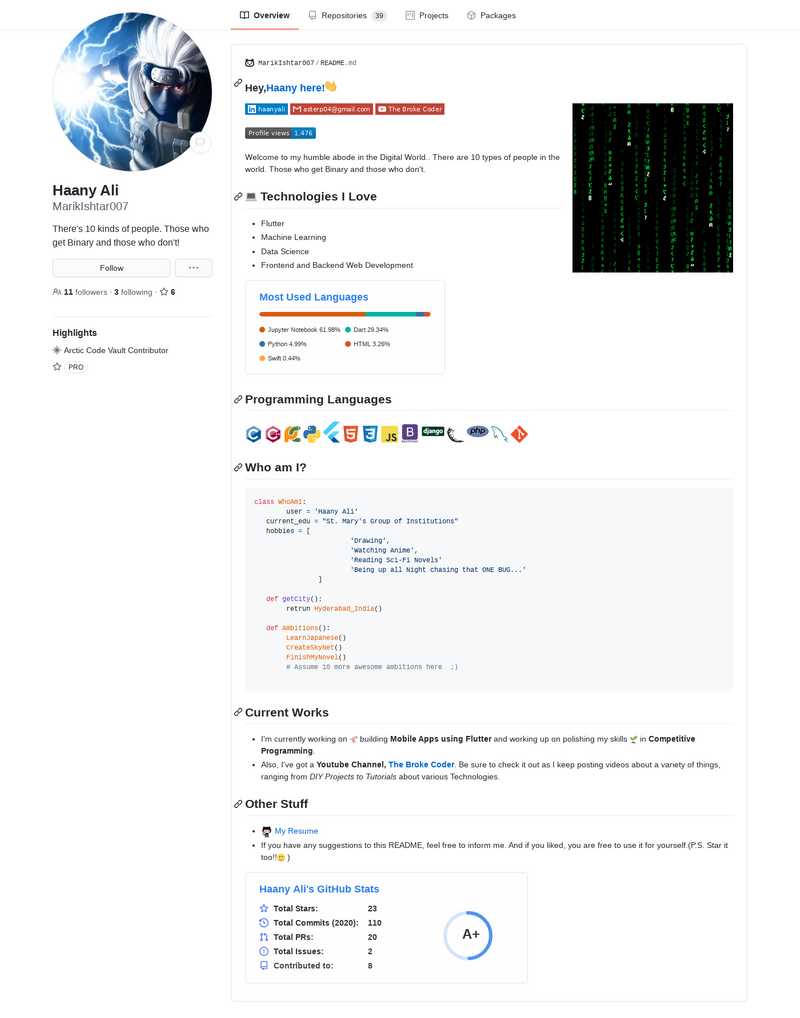 Overview
Repositories 39
Projects
Packages
Haany Ali
MarikIshtar007
There's 10 kinds of people. Those who
get Binary and those who don't!
Follow
11 followers · 3 following · 6
Highlights
Arctic Code Vault Contributor
PRO
MarikIshtar007/README.md
Hey,Haany here!👋
in haanyali
asterp04@gmail.com
The Broke Coder
Profile views 1,476
Welcome to my humble abode in the Digital World.. There are 10 types of people in the
world. Those who get Binary and those who don't.
💻 Technologies I Love
• Flutter
• Machine Learning
• Data Science
• Frontend and Backend Web Development
Most Used Languages
Jupyter Notebook 61.98%
Dart 29.34%
Python 4.99%
HTML 3.26%
Swift 0.44%
Programming Languages
C
C
5
3
JS
B
django
php
Who am I?
class WhoAmI:
user = 'Haany Ali'
current_edu = "St. Mary's Group of Institutions"
hobbies = [
'Drawing',
'Watching Anime',
'Reading Sci-Fi Novels'
'Being up all Night chasing that ONE BUG...'
]
def getCity():
retrun Hyderabad_India()
def Ambitions():
LearnJapanese()
CreateSkyNet()
FinishMyNovel()
# Assume 10 more awesome ambitions here  ;)
Current Works
• I'm currently working on 🚀 building Mobile Apps using Flutter and working up on polishing my skills 🌱 in Competitive
Programming.
• Also, I've got a Youtube Channel, The Broke Coder. Be sure to check it out as I keep posting videos about a variety of things,
ranging from DIY Projects to Tutorials about various Technologies.
Other Stuff
• My Resume
• If you have any suggestions to this README, feel free to inform me. And if you liked, you are free to use it for yourself.(P.S. Star it
too!!🙂 )
Haany Ali's GitHub Stats
Total Stars: 23
Total Commits (2020): 110
Total PRs: 20
Total Issues: 2
Contributed to: 8
A+